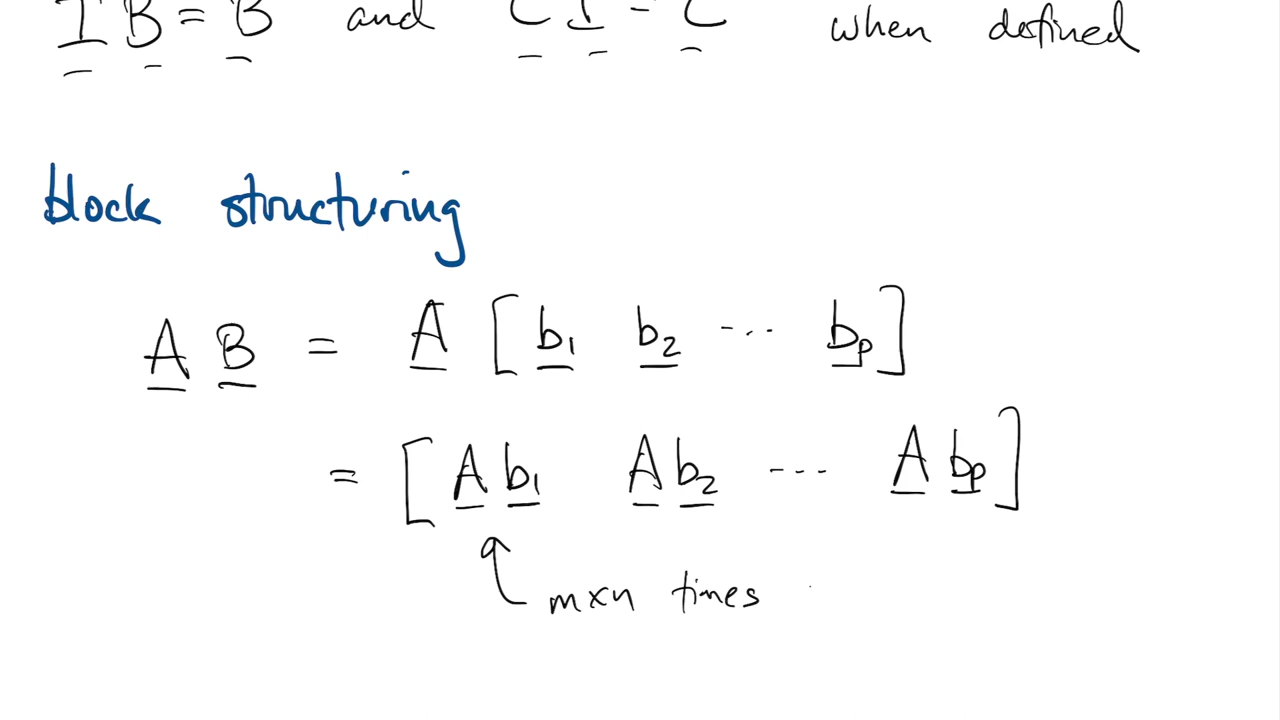 I B = B and C I = C when defined
block structuring
A B = A [ b₁ b₂ ... bₚ ]
= [ A b₁ A b₂ ... A bₚ ]
m×n times